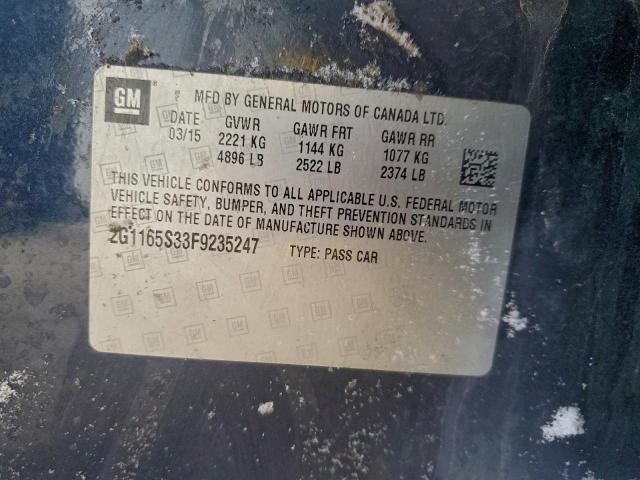 GM
MFD BY GENERAL MOTORS OF CANADA LTD.
DATE GVWR GAWR FRT GAWR RR
03/15 2221 KG 1144 KG 1077 KG
4896 LB 2522 LB 2374 LB
THIS VEHICLE CONFORMS TO ALL APPLICABLE U.S. FEDERAL MOTOR
VEHICLE SAFETY, BUMPER, AND THEFT PREVENTION STANDARDS IN
EFFECT ON THE DATE OF MANUFACTURE SHOWN ABOVE.
2G1165S33F9235247 TYPE: PASS CAR